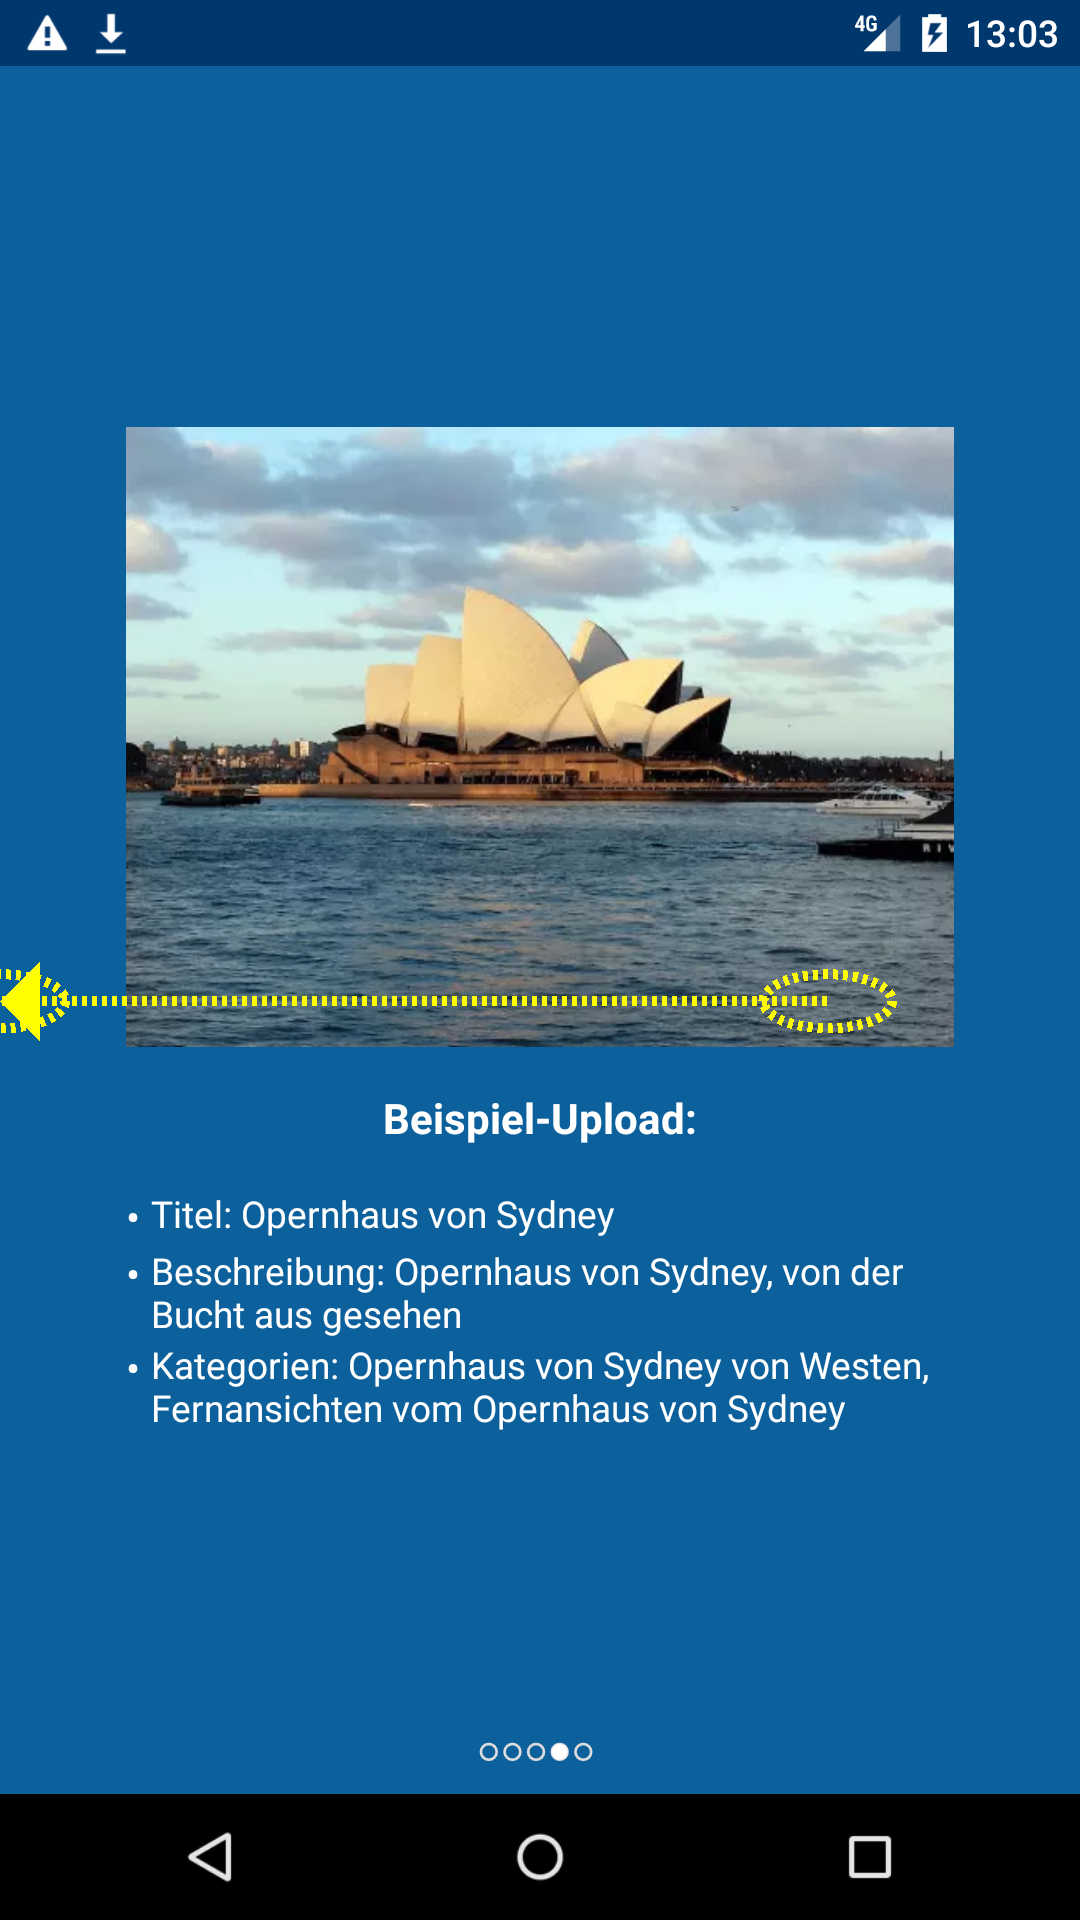 4G 13:03
RIV
Beispiel-Upload:
• Titel: Opernhaus von Sydney
• Beschreibung: Opernhaus von Sydney, von der
Bucht aus gesehen
• Kategorien: Opernhaus von Sydney von Westen,
Fernansichten vom Opernhaus von Sydney